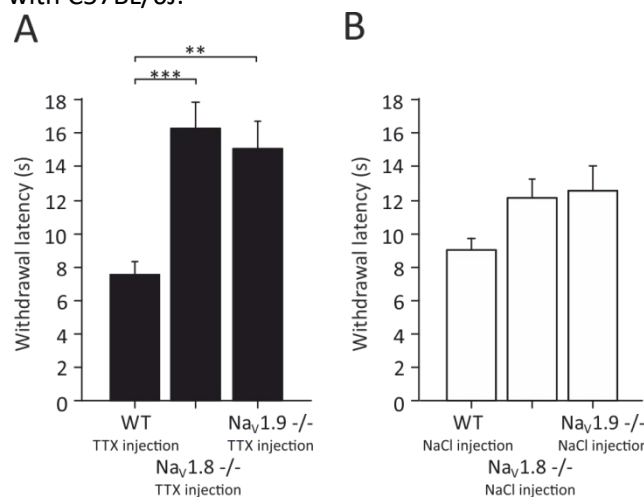 with C57BL/6J.
A
B
**
***
Withdrawal latency (s)
18
16
14
12
10
8
6
4
2
0
WT
TTX injection
NaV1.8 -/-
TTX injection
NaV1.9 -/-
TTX injection
Withdrawal latency (s)
18
16
14
12
10
8
6
4
2
0
WT
NaCl injection
NaV1.8 -/-
NaCl injection
NaV1.9 -/-
NaCl injection